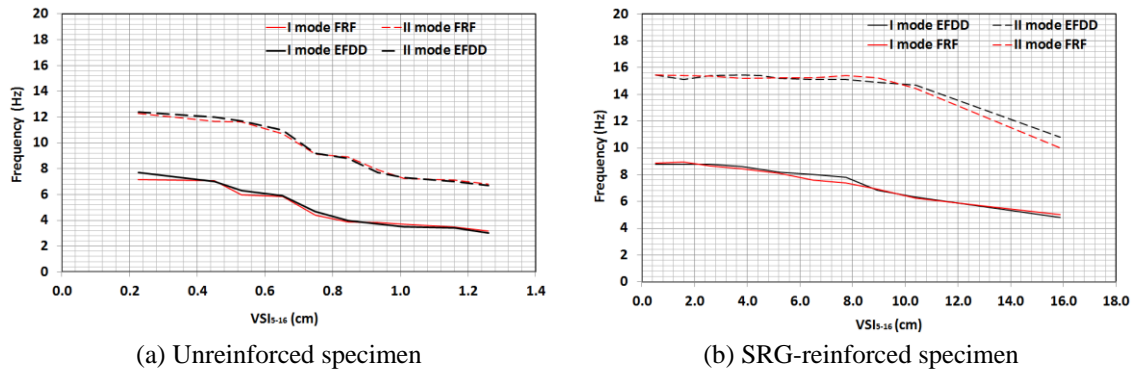 20
18
16
14
12
10
8
6
4
2
0
Frequency (Hz)
I mode FRF
II mode FRF
I mode EFDD
II mode EFDD
0.0 0.2 0.4 0.6 0.8 1.0 1.2 1.4
VSI5-16 (cm)
(a) Unreinforced specimen
20
18
16
14
12
10
8
6
4
2
0
Frequency (Hz)
I mode EFDD
II mode EFDD
I mode FRF
II mode FRF
0.0 2.0 4.0 6.0 8.0 10.0 12.0 14.0 16.0 18.0
VSI5-16 (cm)
(b) SRG-reinforced specimen